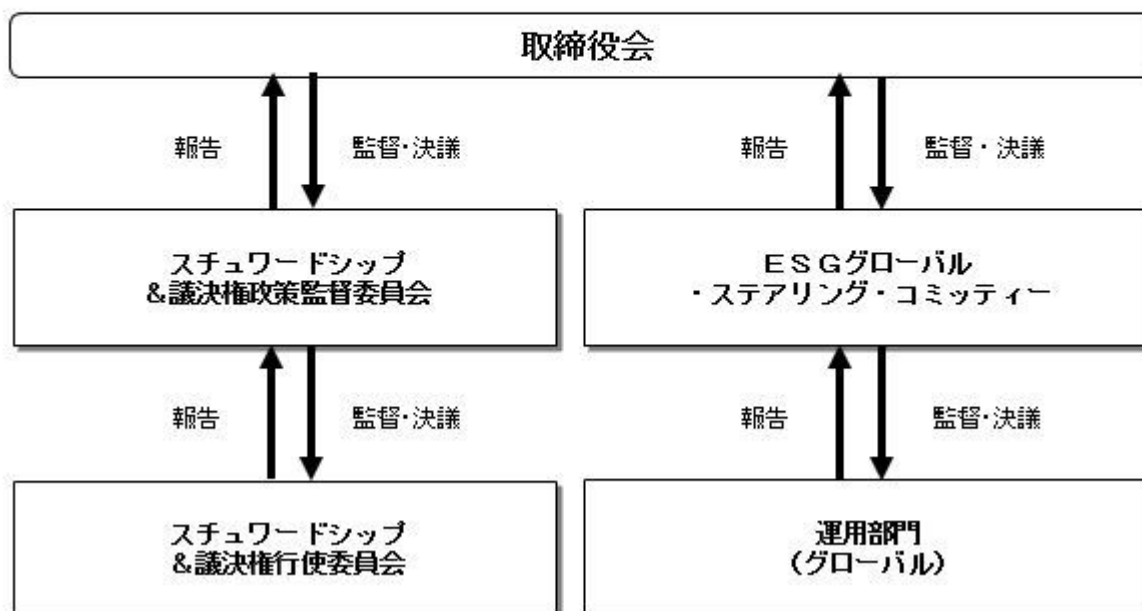 取締役会
報告
監督・決議
報告
監督・決議
スチュワードシップ
&議決権政策監督委員会
ＥＳＧグローバル
・ステアリング・コミッティー
報告
監督・決議
報告
監督・決議
スチュワードシップ
&議決権行使委員会
運用部門
（グローバル）